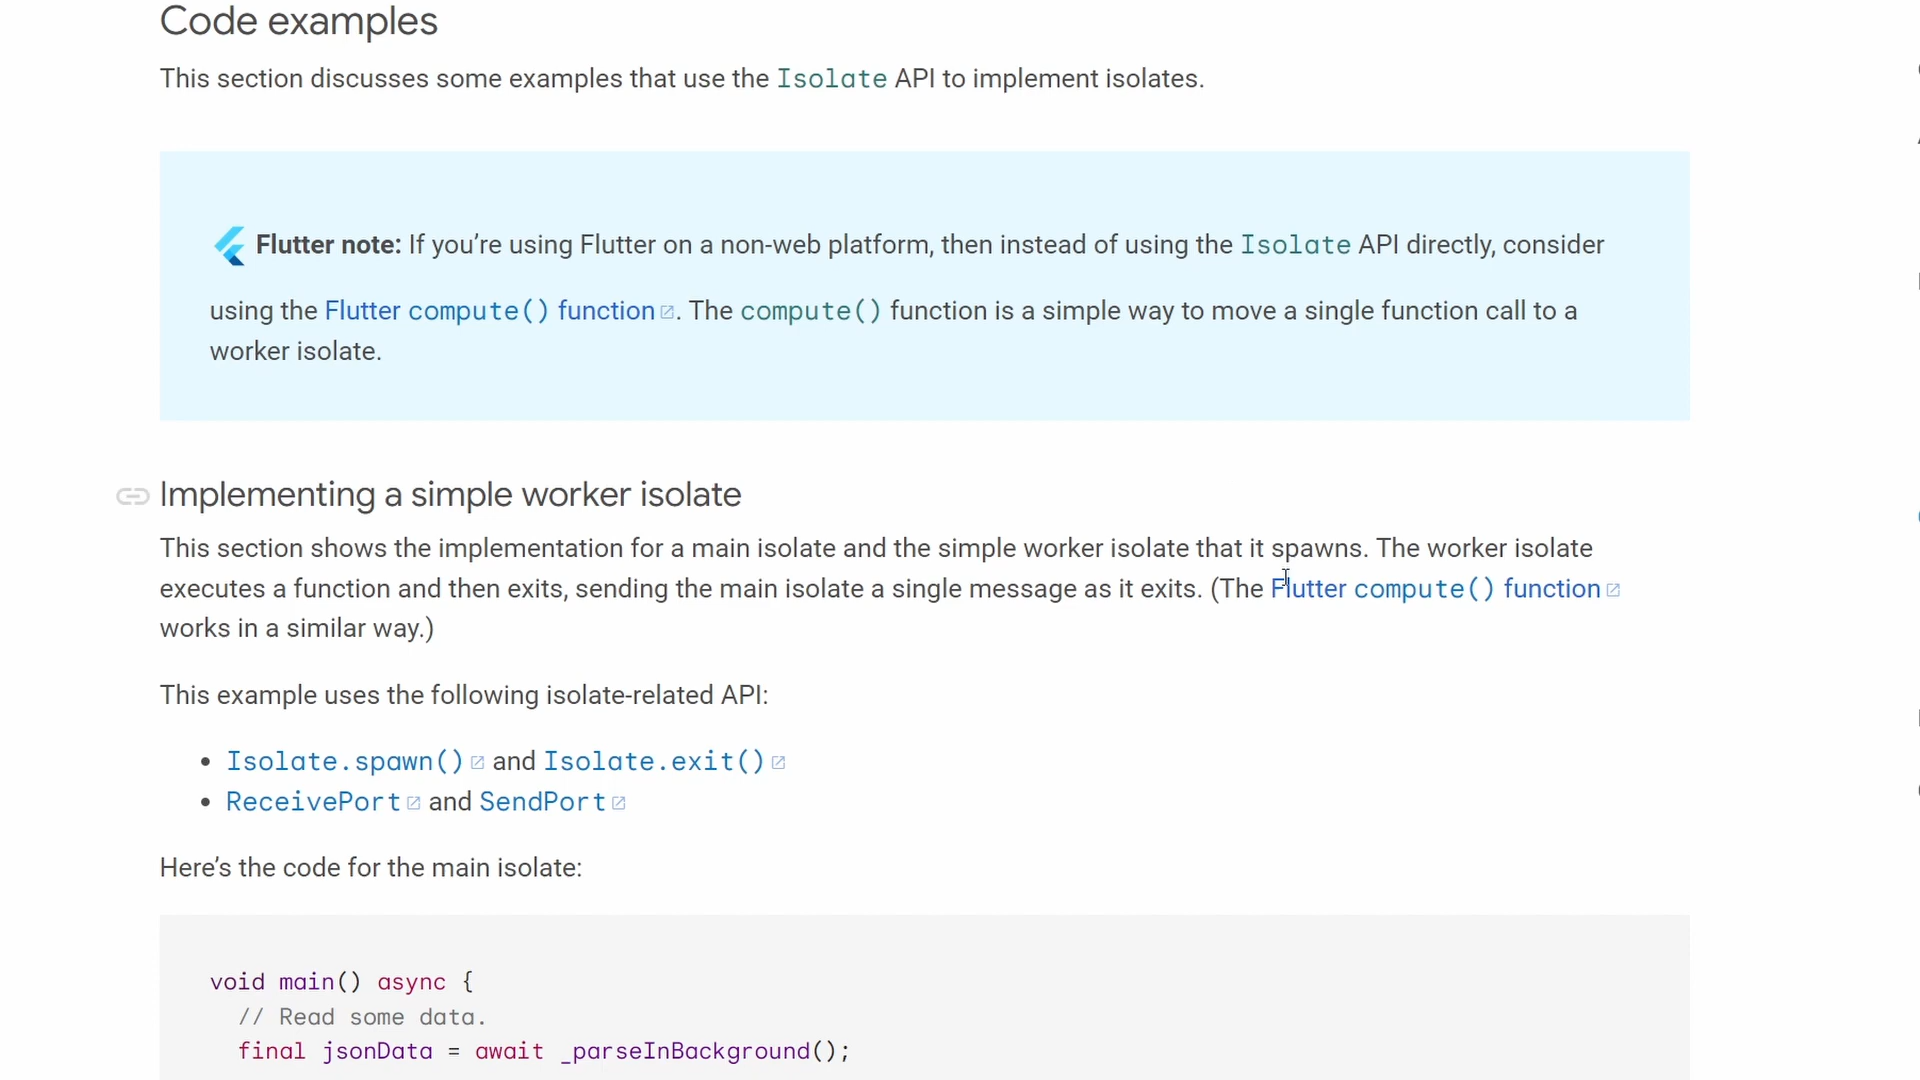 Code examples
This section discusses some examples that use the Isolate API to implement isolates.
Flutter note: If you’re using Flutter on a non-web platform, then instead of using the Isolate API directly, consider
using the Flutter compute() function. The compute() function is a simple way to move a single function call to a
worker isolate.
Implementing a simple worker isolate
This section shows the implementation for a main isolate and the simple worker isolate that it spawns. The worker isolate
executes a function and then exits, sending the main isolate a single message as it exits. (The Flutter compute() function
works in a similar way.)
This example uses the following isolate-related API:
• Isolate.spawn() and Isolate.exit()
• ReceivePort and SendPort
Here’s the code for the main isolate:
void main() async {
// Read some data.
final jsonData = await _parseInBackground();